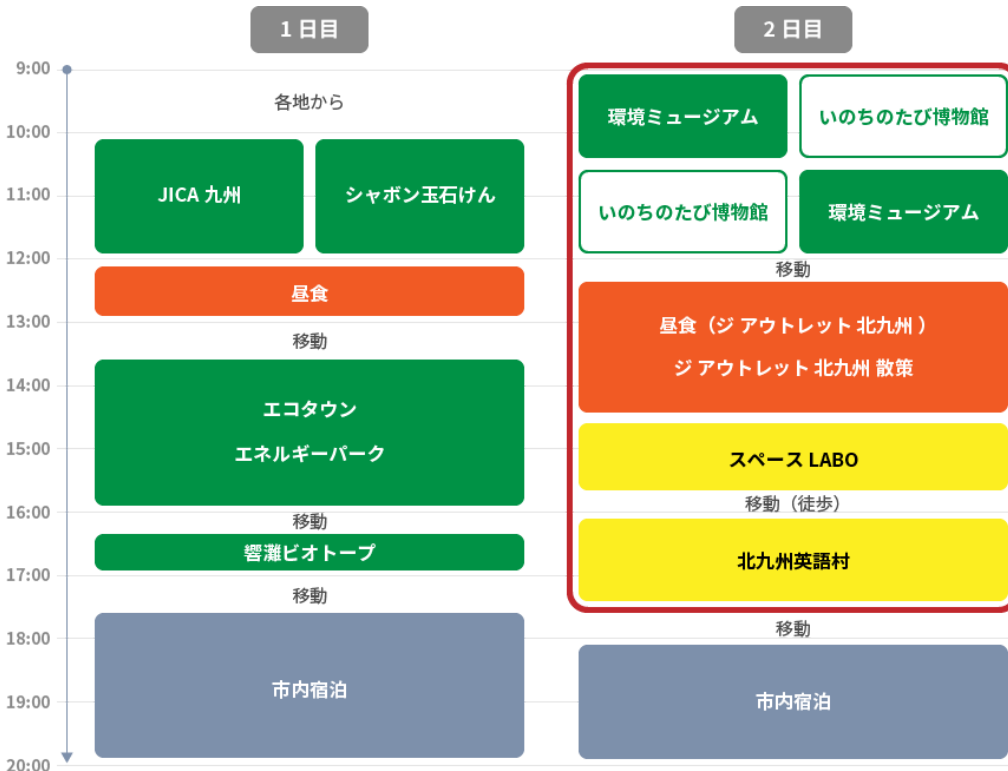 1日目
2日目
9:00
10:00
11:00
12:00
13:00
14:00
15:00
16:00
17:00
18:00
19:00
20:00
各地から
JICA 九州
シャボン玉石けん
昼食
移動
エコタウン
エネルギーパーク
移動
響灘ビオトープ
移動
市内宿泊
環境ミュージアム
いのちのたび博物館
いのちのたび博物館
環境ミュージアム
移動
昼食（ジ アウトレット 北九州 ）
ジ アウトレット 北九州 散策
スペース LABO
移動（徒歩）
北九州英語村
移動
市内宿泊